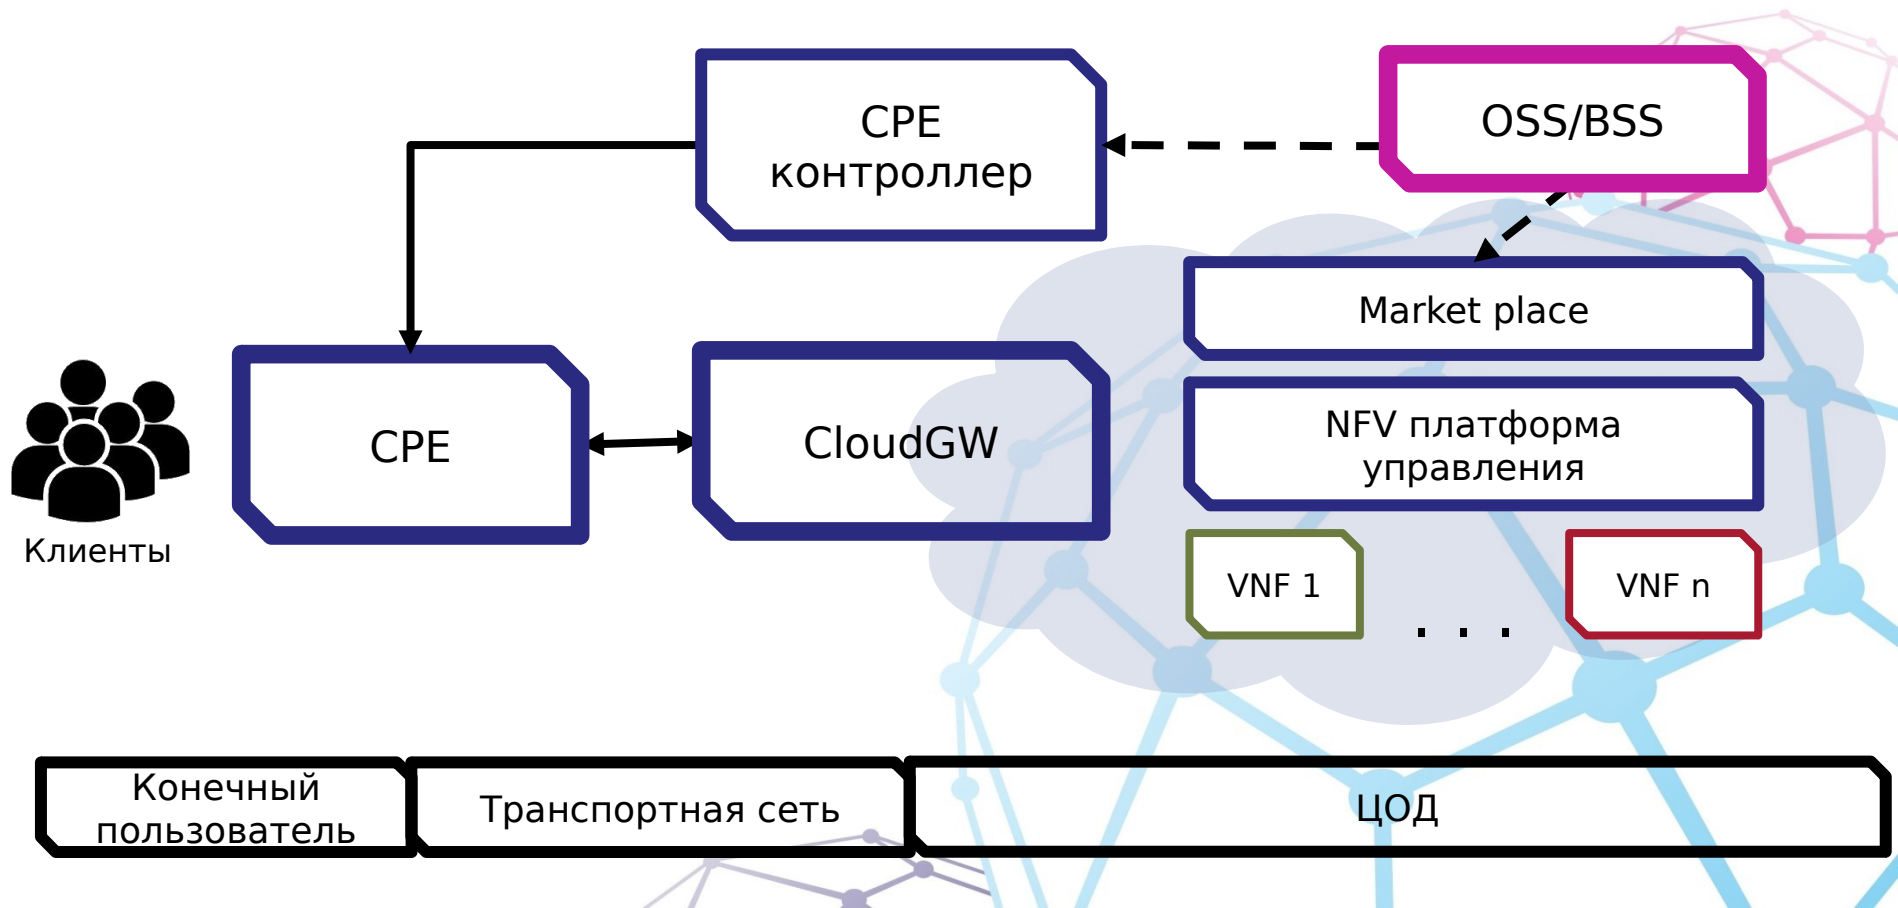 CPE
контроллер
OSS/BSS
Market place
CPE
CloudGW
NFV платформа
управления
Клиенты
VNF 1
. . .
VNF n
Конечный
пользователь
Транспортная сеть
ЦОД